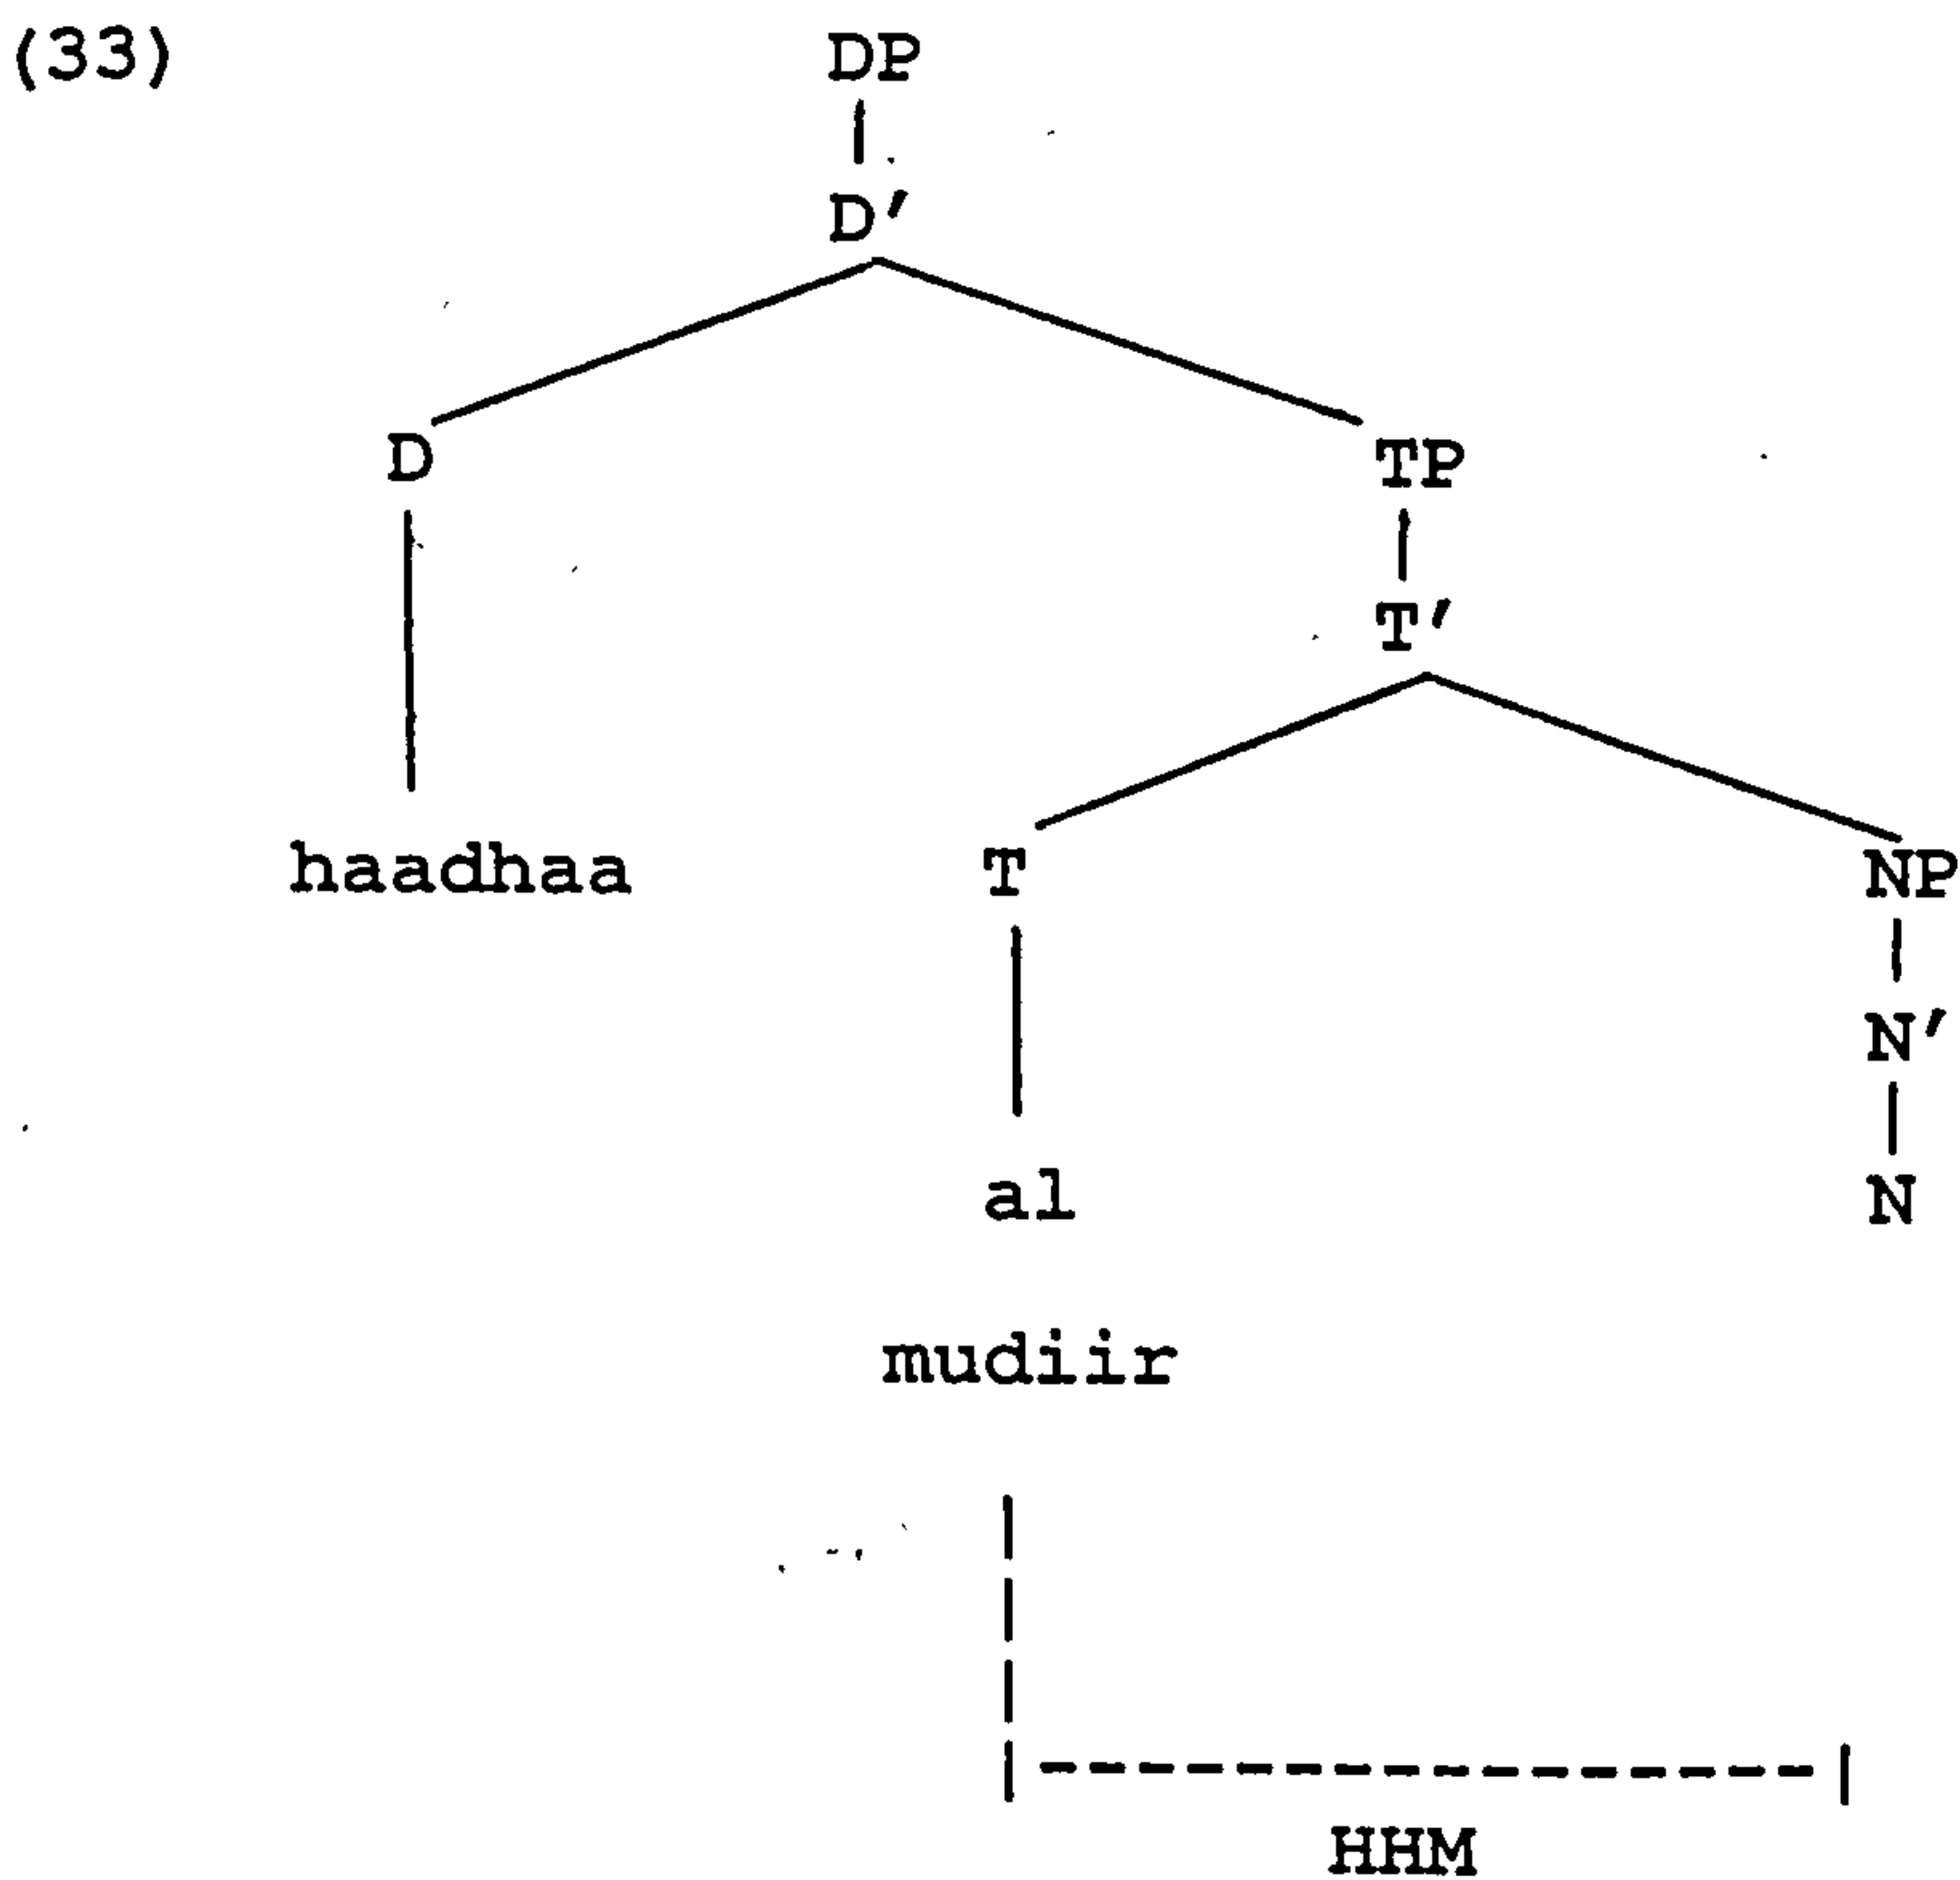 (33) DP
D'
D TP
T'
haadhaa T NP
N'
al N
mudiir
HHM